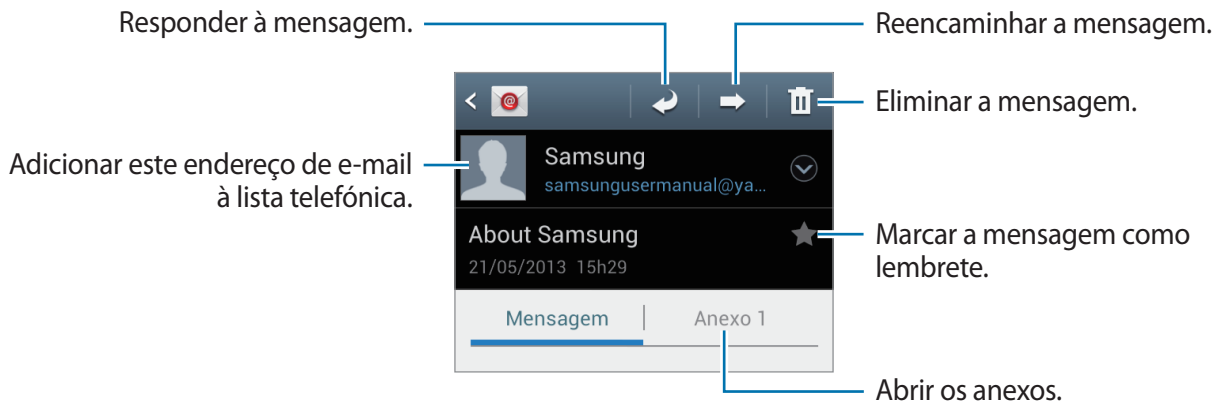 Responder à mensagem.
Reencaminhar a mensagem.
Eliminar a mensagem.
Adicionar este endereço de e-mail
à lista telefónica.
Samsung
samsungusermanual@ya...
About Samsung
21/05/2013 15h29
Marcar a mensagem como
lembrete.
Mensagem
Anexo 1
Abrir os anexos.